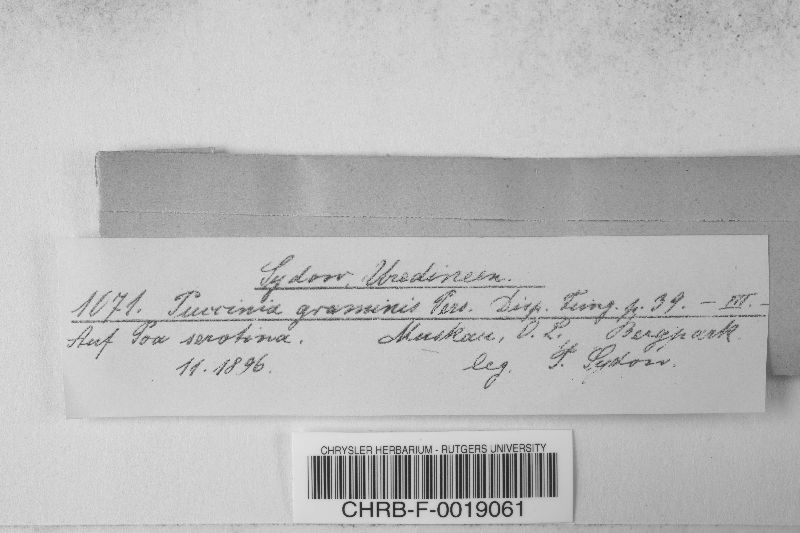 Sydow, Uredineen.
1071. Puccinia graminis Pers. Disp. Fung. p. 39. — III. —
Auf Poa serotina. Muskau, O. L., Bergpark.
11. 1896. leg. P. Sydow.
CHRYSLER HERBARIUM - RUTGERS UNIVERSITY
CHRB-F-0019061